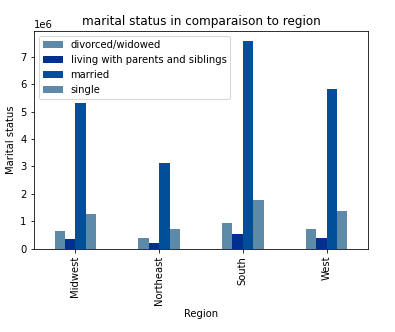 marital status in comparaison to region
1e6
divorced/widowed
living with parents and siblings
married
single
7
6
5
4
3
2
1
0
Marital status
Midwest
Northeast
South
West
Region